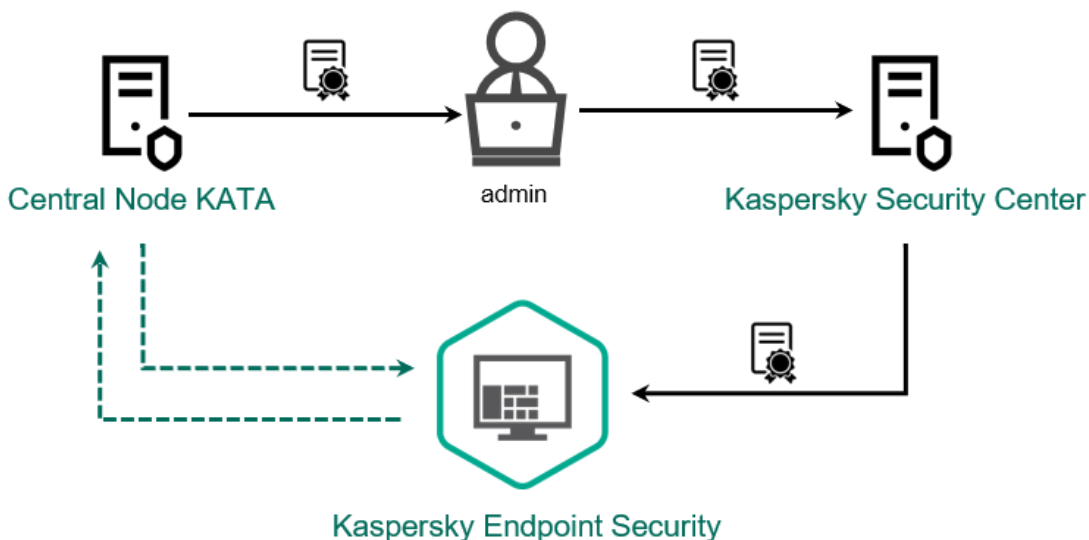 admin
Central Node KATA
Kaspersky Security Center
Kaspersky Endpoint Security